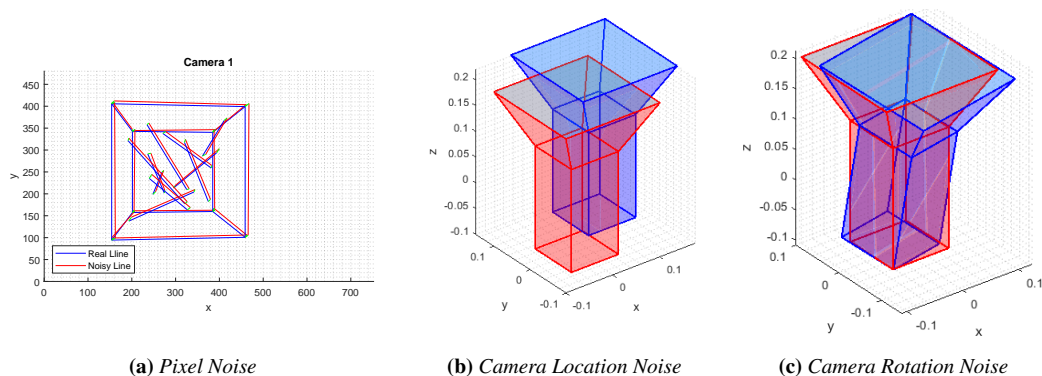 Camera 1
450
400
350
300
250
200
150
100
50
0
y
Real Lline
Noisy Line
0 100 200 300 400 500 600 700
x
(a) Pixel Noise
0.2
0.15
0.1
0.05
0
-0.05
-0.1
z
0.1
0
-0.1
y
-0.1
0
0.1
x
(b) Camera Location Noise
0.2
0.15
0.1
0.05
0
-0.05
-0.1
z
0.1
0
-0.1
y
-0.1
0
0.1
x
(c) Camera Rotation Noise